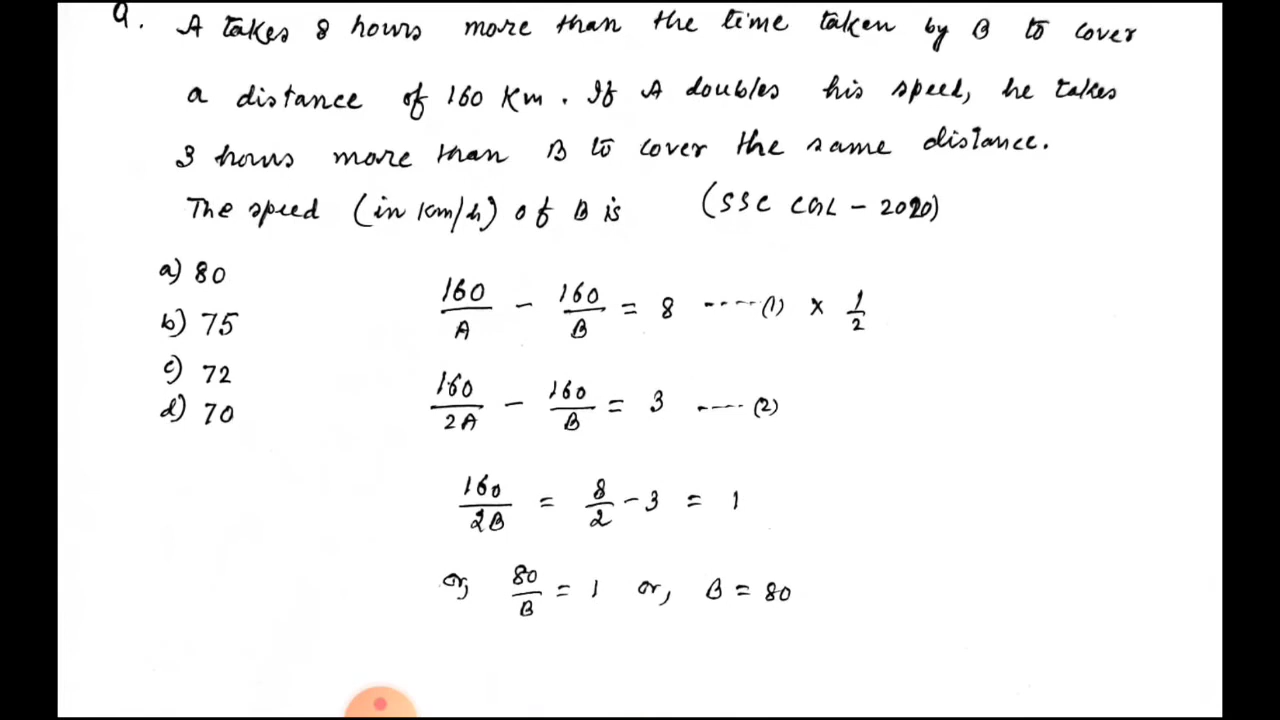 Q. A takes 8 hours more than the time taken by B to cover
a distance of 160 Km. If A doubles his speed, he takes
3 hours more than B to cover the same distance.
The speed (in Km/h) of B is (SSC CGL - 2020)
a) 80
b) 75
c) 72
d) 70
160/A - 160/B = 8 -----(1) × 1/2
160/2A - 160/B = 3 -----(2)
160/2B = 8/2 - 3 = 1
or, 80/B = 1 or, B = 80